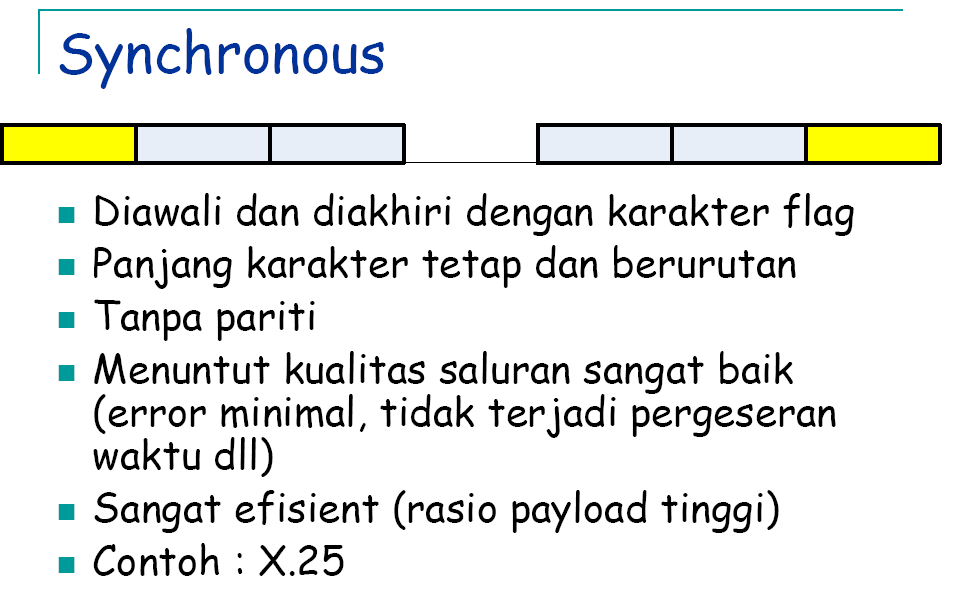 Synchronous
Diawali dan diakhiri dengan karakter flag
Panjang karakter tetap dan berurutan
Tanpa pariti
Menuntut kualitas saluran sangat baik
(error minimal, tidak terjadi pergeseran
waktu dll)
Sangat efisient (rasio payload tinggi)
Contoh : X.25